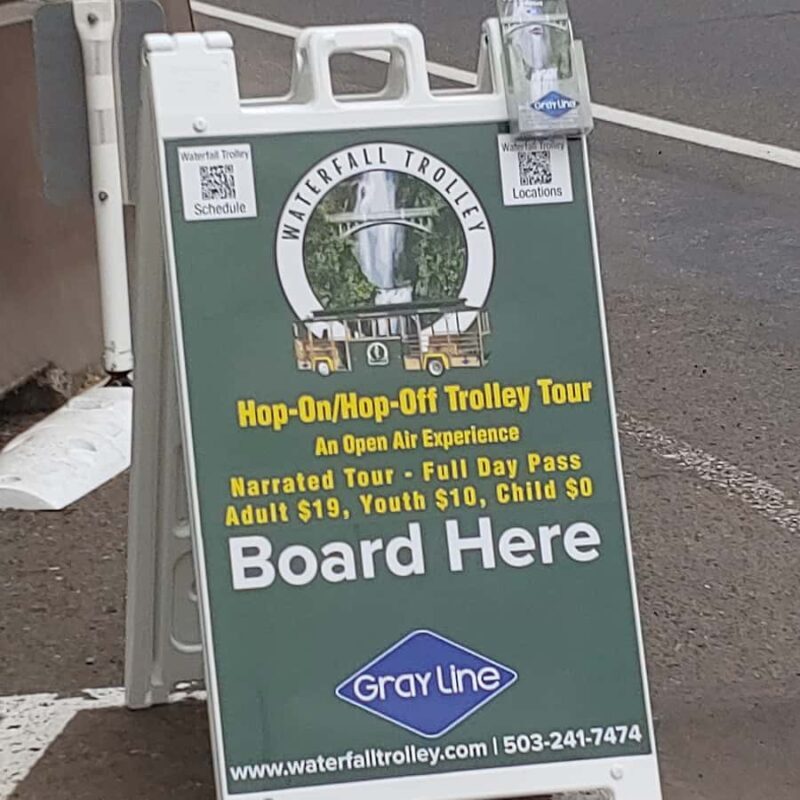 Gray Line
Waterfall Trolley
Schedule
Waterfall Trolley
Locations
WATERFALL TROLLEY
Hop-On/Hop-Off Trolley Tour
An Open Air Experience
Narrated Tour - Full Day Pass
Adult $19, Youth $10, Child $0
Board Here
Gray Line
www.waterfalltrolley.com | 503-241-7474